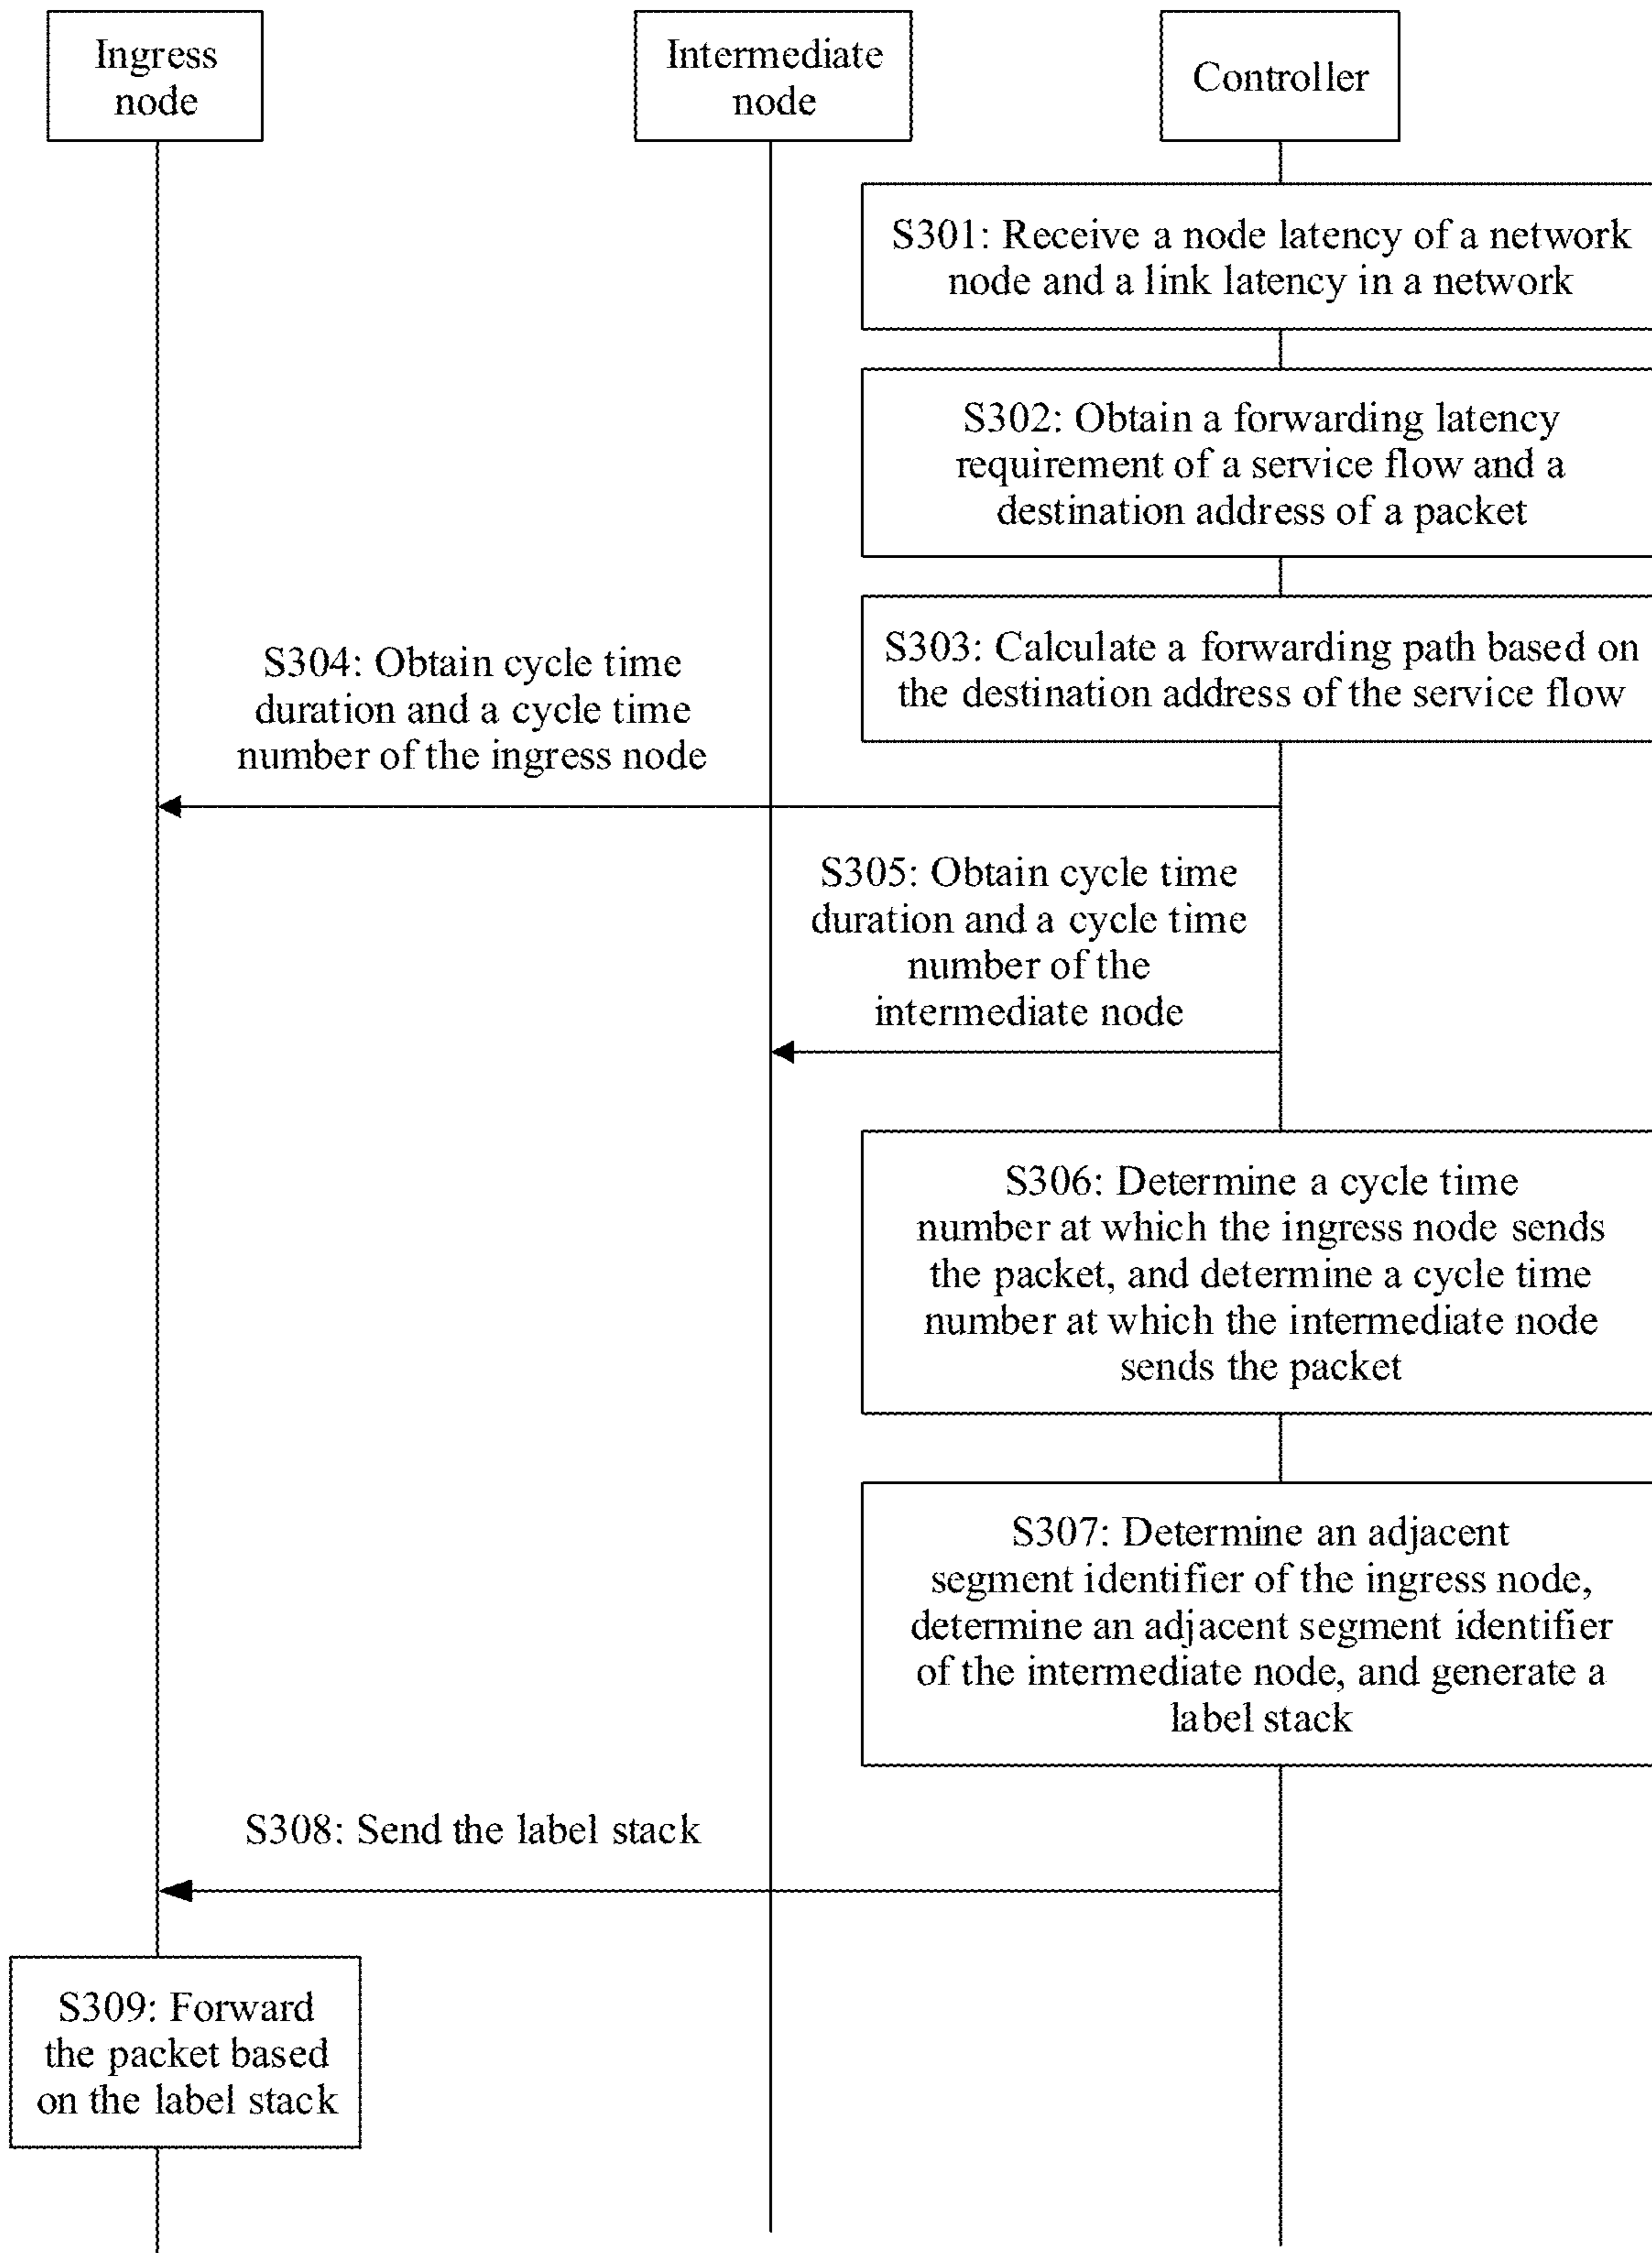 Ingress
node
Intermediate
node
Controller
S301: Receive a node latency of a network
node and a link latency in a network
S302: Obtain a forwarding latency
requirement of a service flow and a
destination address of a packet
S303: Calculate a forwarding path based on
the destination address of the service flow
S304: Obtain cycle time
duration and a cycle time
number of the ingress node
S305: Obtain cycle time
duration and a cycle time
number of the
intermediate node
S306: Determine a cycle time
number at which the ingress node sends
the packet, and determine a cycle time
number at which the intermediate node
sends the packet
S307: Determine an adjacent
segment identifier of the ingress node,
determine an adjacent segment identifier
of the intermediate node, and generate a
label stack
S308: Send the label stack
S309: Forward
the packet based
on the label stack